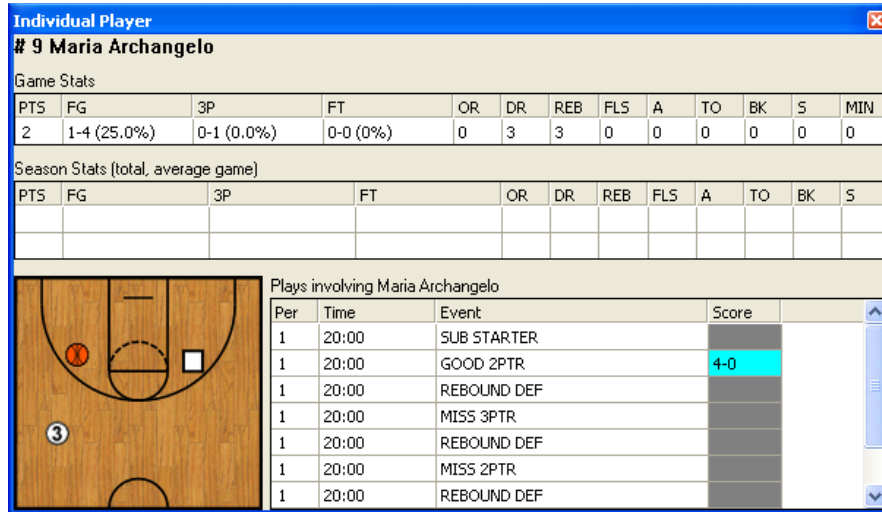 Individual Player
# 9 Maria Archangelo
Game Stats
PTS FG 3P FT OR DR REB FLS A TO BK S MIN
2 1-4 (25.0%) 0-1 (0.0%) 0-0 (0%) 0 3 3 0 0 0 0 0 0
Season Stats (total, average game)
PTS FG 3P FT OR DR REB FLS A TO BK S
Plays involving Maria Archangelo
Per Time Event Score
1 20:00 SUB STARTER
1 20:00 GOOD 2PTR 4-0
1 20:00 REBOUND DEF
1 20:00 MISS 3PTR
1 20:00 REBOUND DEF
1 20:00 MISS 2PTR
1 20:00 REBOUND DEF
3